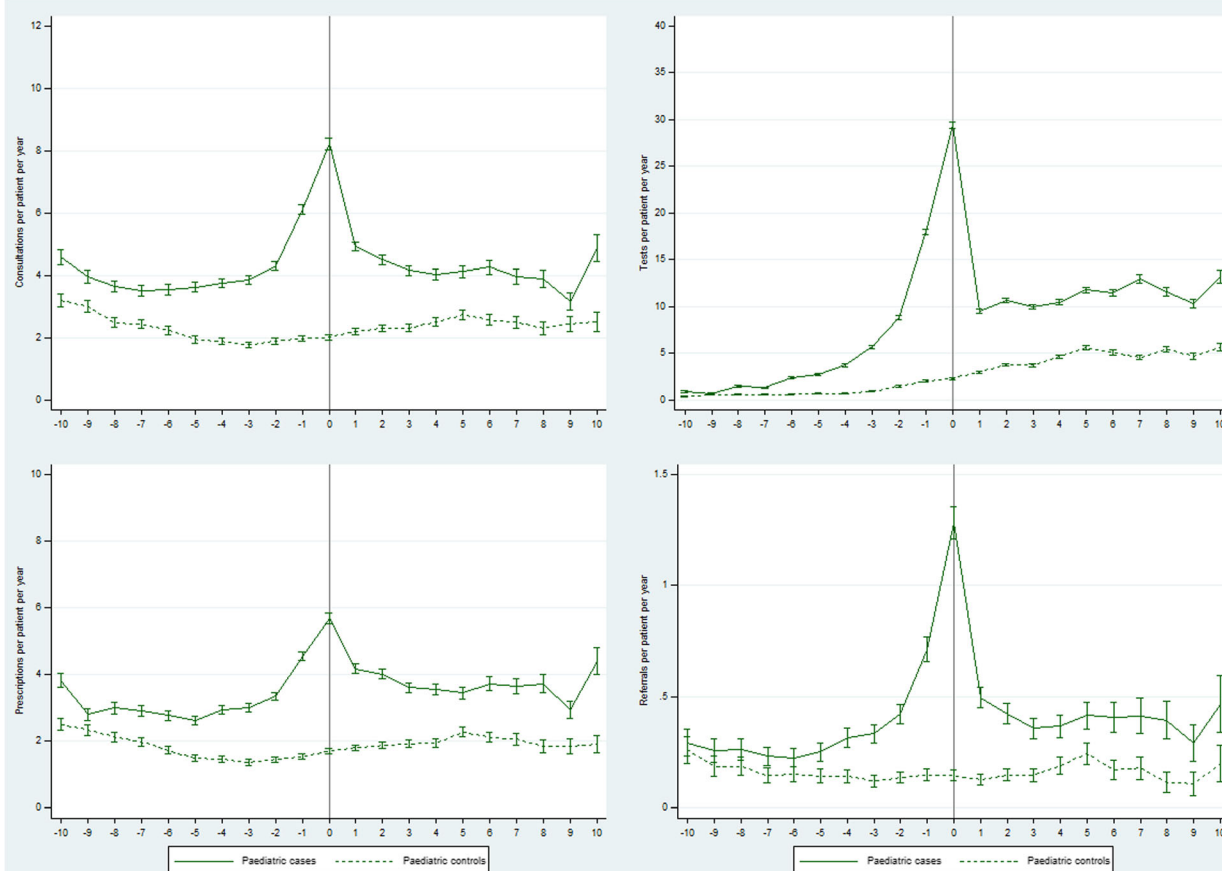 Consultations per patient per year
12
10
8
6
4
2
0
-10 -9 -8 -7 -6 -5 -4 -3 -2 -1 0 1 2 3 4 5 6 7 8 9 10
Tests per patient per year
40
35
30
25
20
15
10
5
0
-10 -9 -8 -7 -6 -5 -4 -3 -2 -1 0 1 2 3 4 5 6 7 8 9 10
Prescriptions per patient per year
10
8
6
4
2
0
-10 -9 -8 -7 -6 -5 -4 -3 -2 -1 0 1 2 3 4 5 6 7 8 9 10
Referrals per patient per year
1.5
1
.5
0
-10 -9 -8 -7 -6 -5 -4 -3 -2 -1 0 1 2 3 4 5 6 7 8 9 10
Paediatric cases Paediatric controls
Paediatric cases Paediatric controls